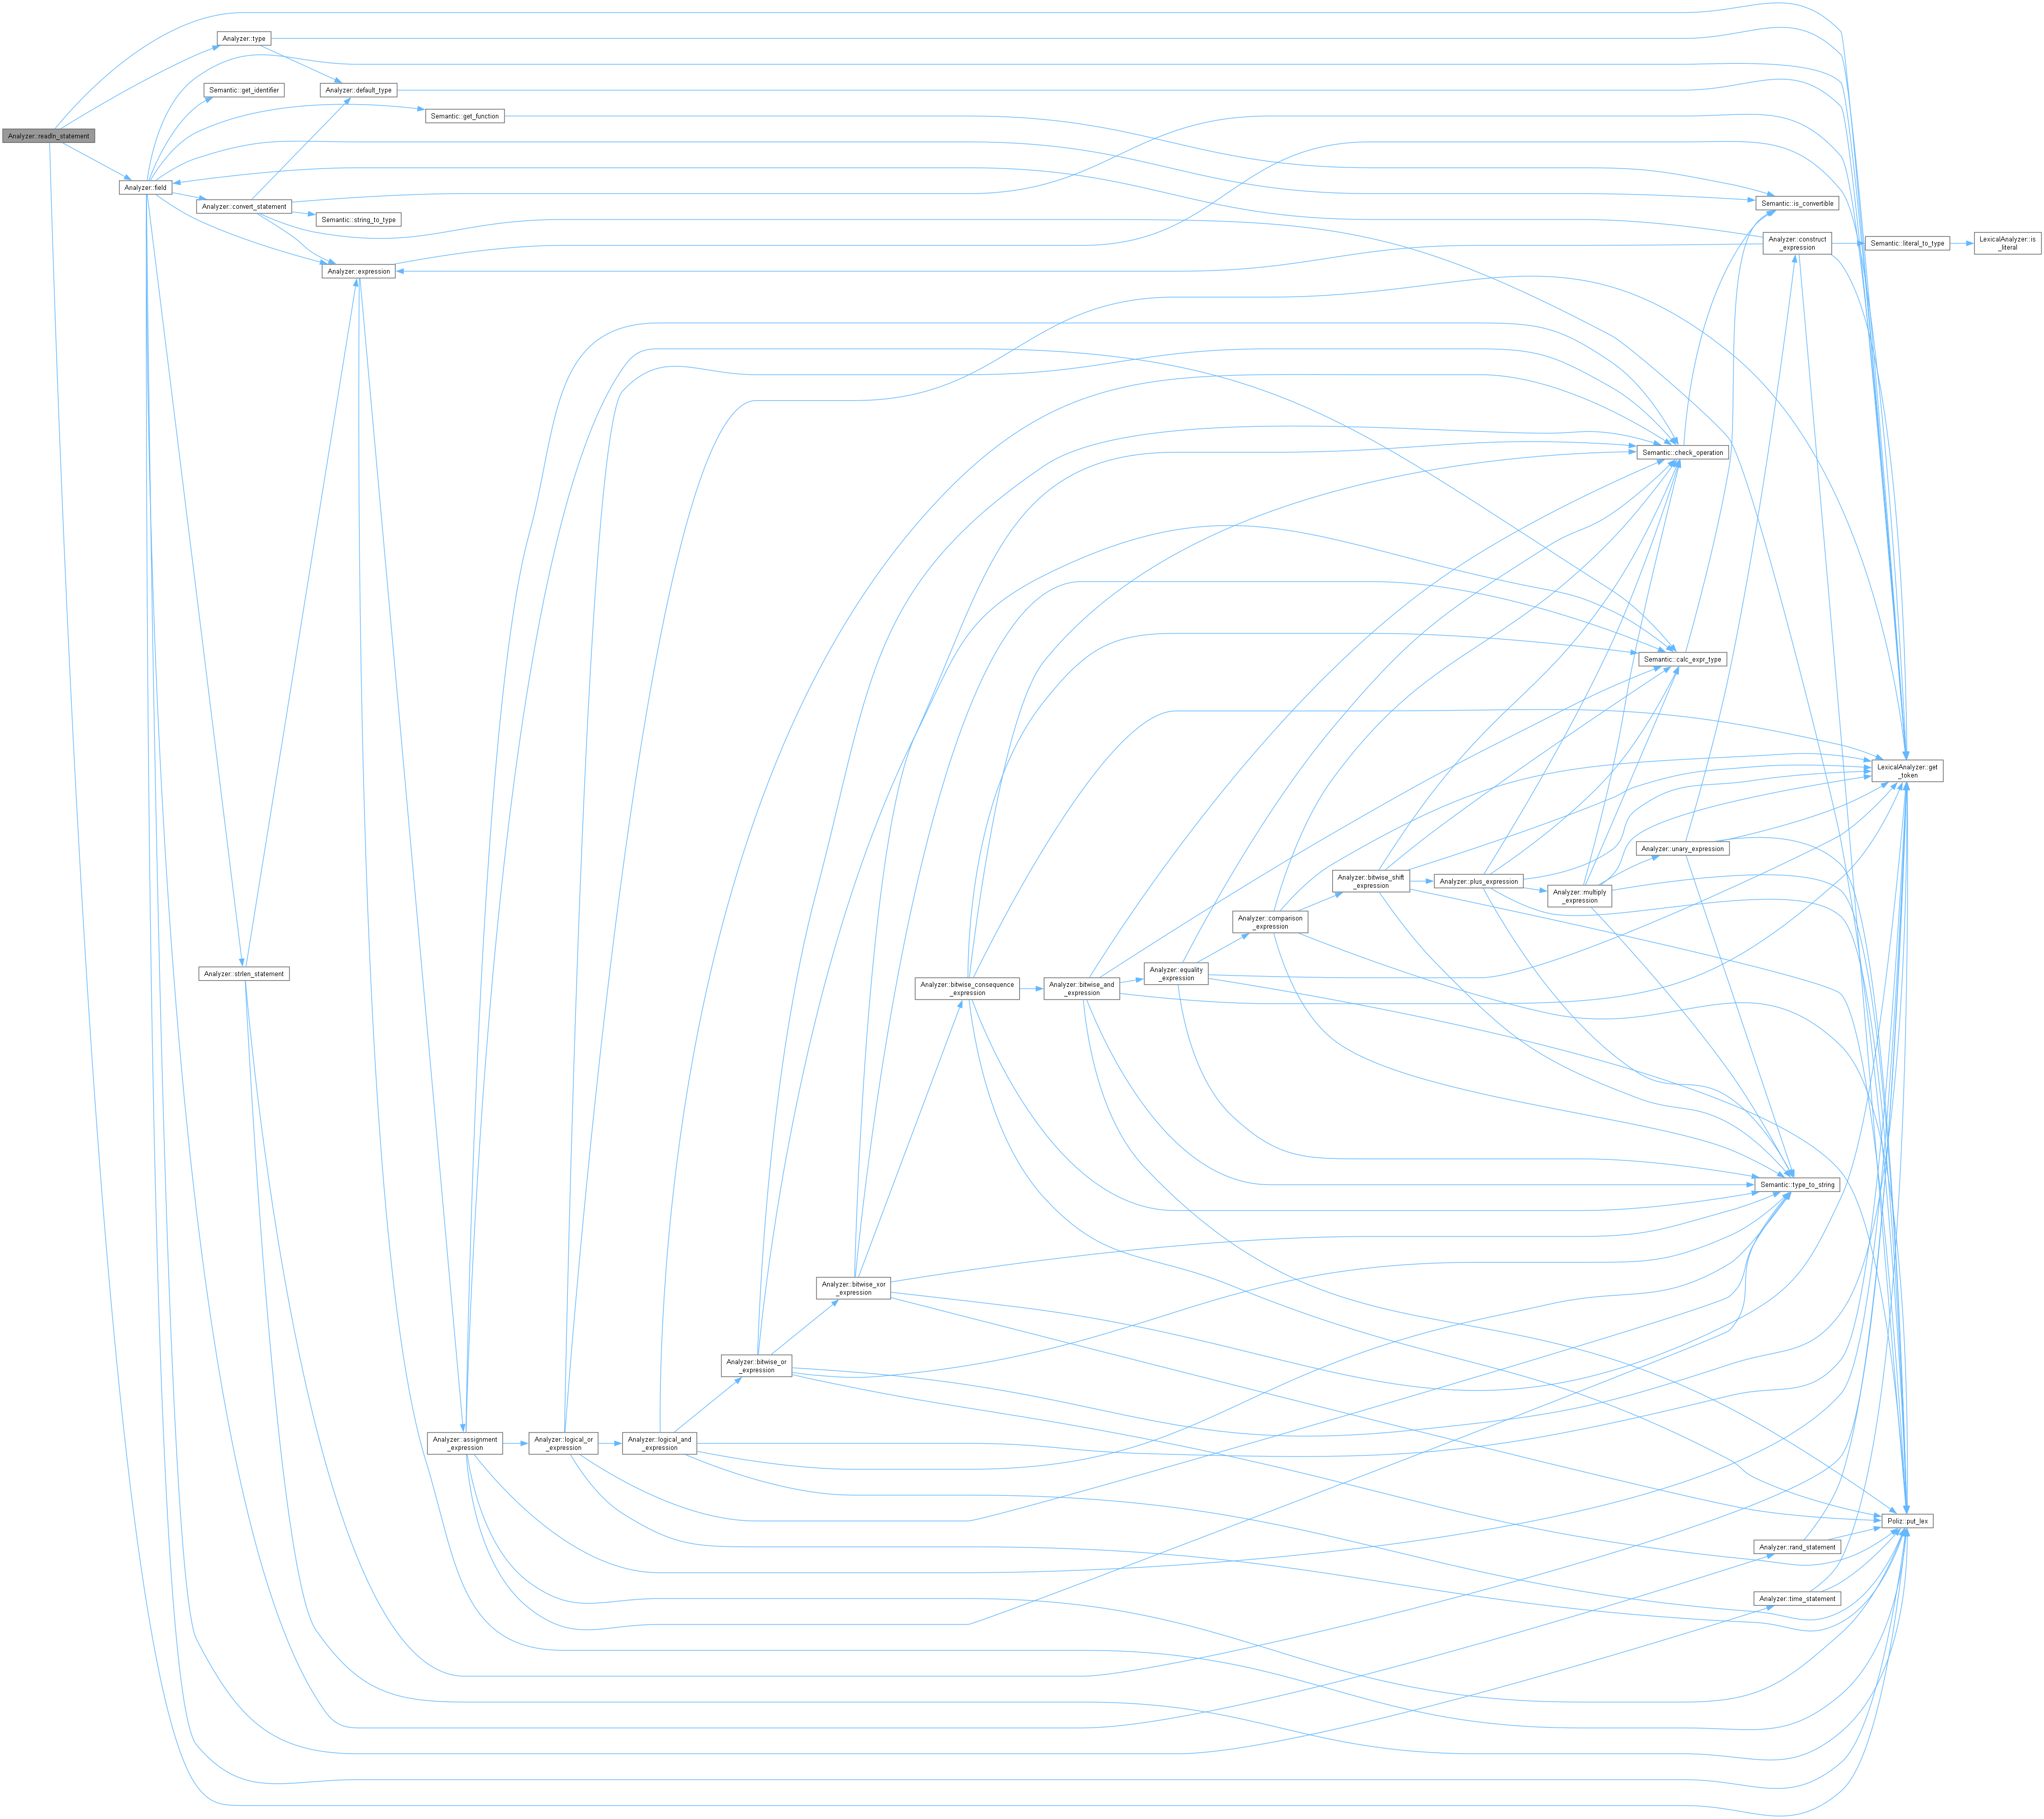 Analyzer::type
Semantic::get_identifier
Analyzer::default_type
Semantic::get_function
Analyzer::readln_statement
Analyzer::field
Analyzer::convert_statement
Semantic::string_to_type
Semantic::is_convertible
Analyzer::construct
_expression
Semantic::literal_to_type
LexicalAnalyzer::is
_literal
Analyzer::expression
Semantic::check_operation
Semantic::calc_expr_type
LexicalAnalyzer::get
_token
Analyzer::unary_expression
Analyzer::bitwise_shift
_expression
Analyzer::plus_expression
Analyzer::multiply
_expression
Analyzer::comparison
_expression
Analyzer::strlen_statement
Analyzer::bitwise_consequence
_expression
Analyzer::bitwise_and
_expression
Analyzer::equality
_expression
Semantic::type_to_string
Analyzer::bitwise_xor
_expression
Analyzer::bitwise_or
_expression
Analyzer::assignment
_expression
Analyzer::logical_or
_expression
Analyzer::logical_and
_expression
Poliz::put_lex
Analyzer::rand_statement
Analyzer::time_statement